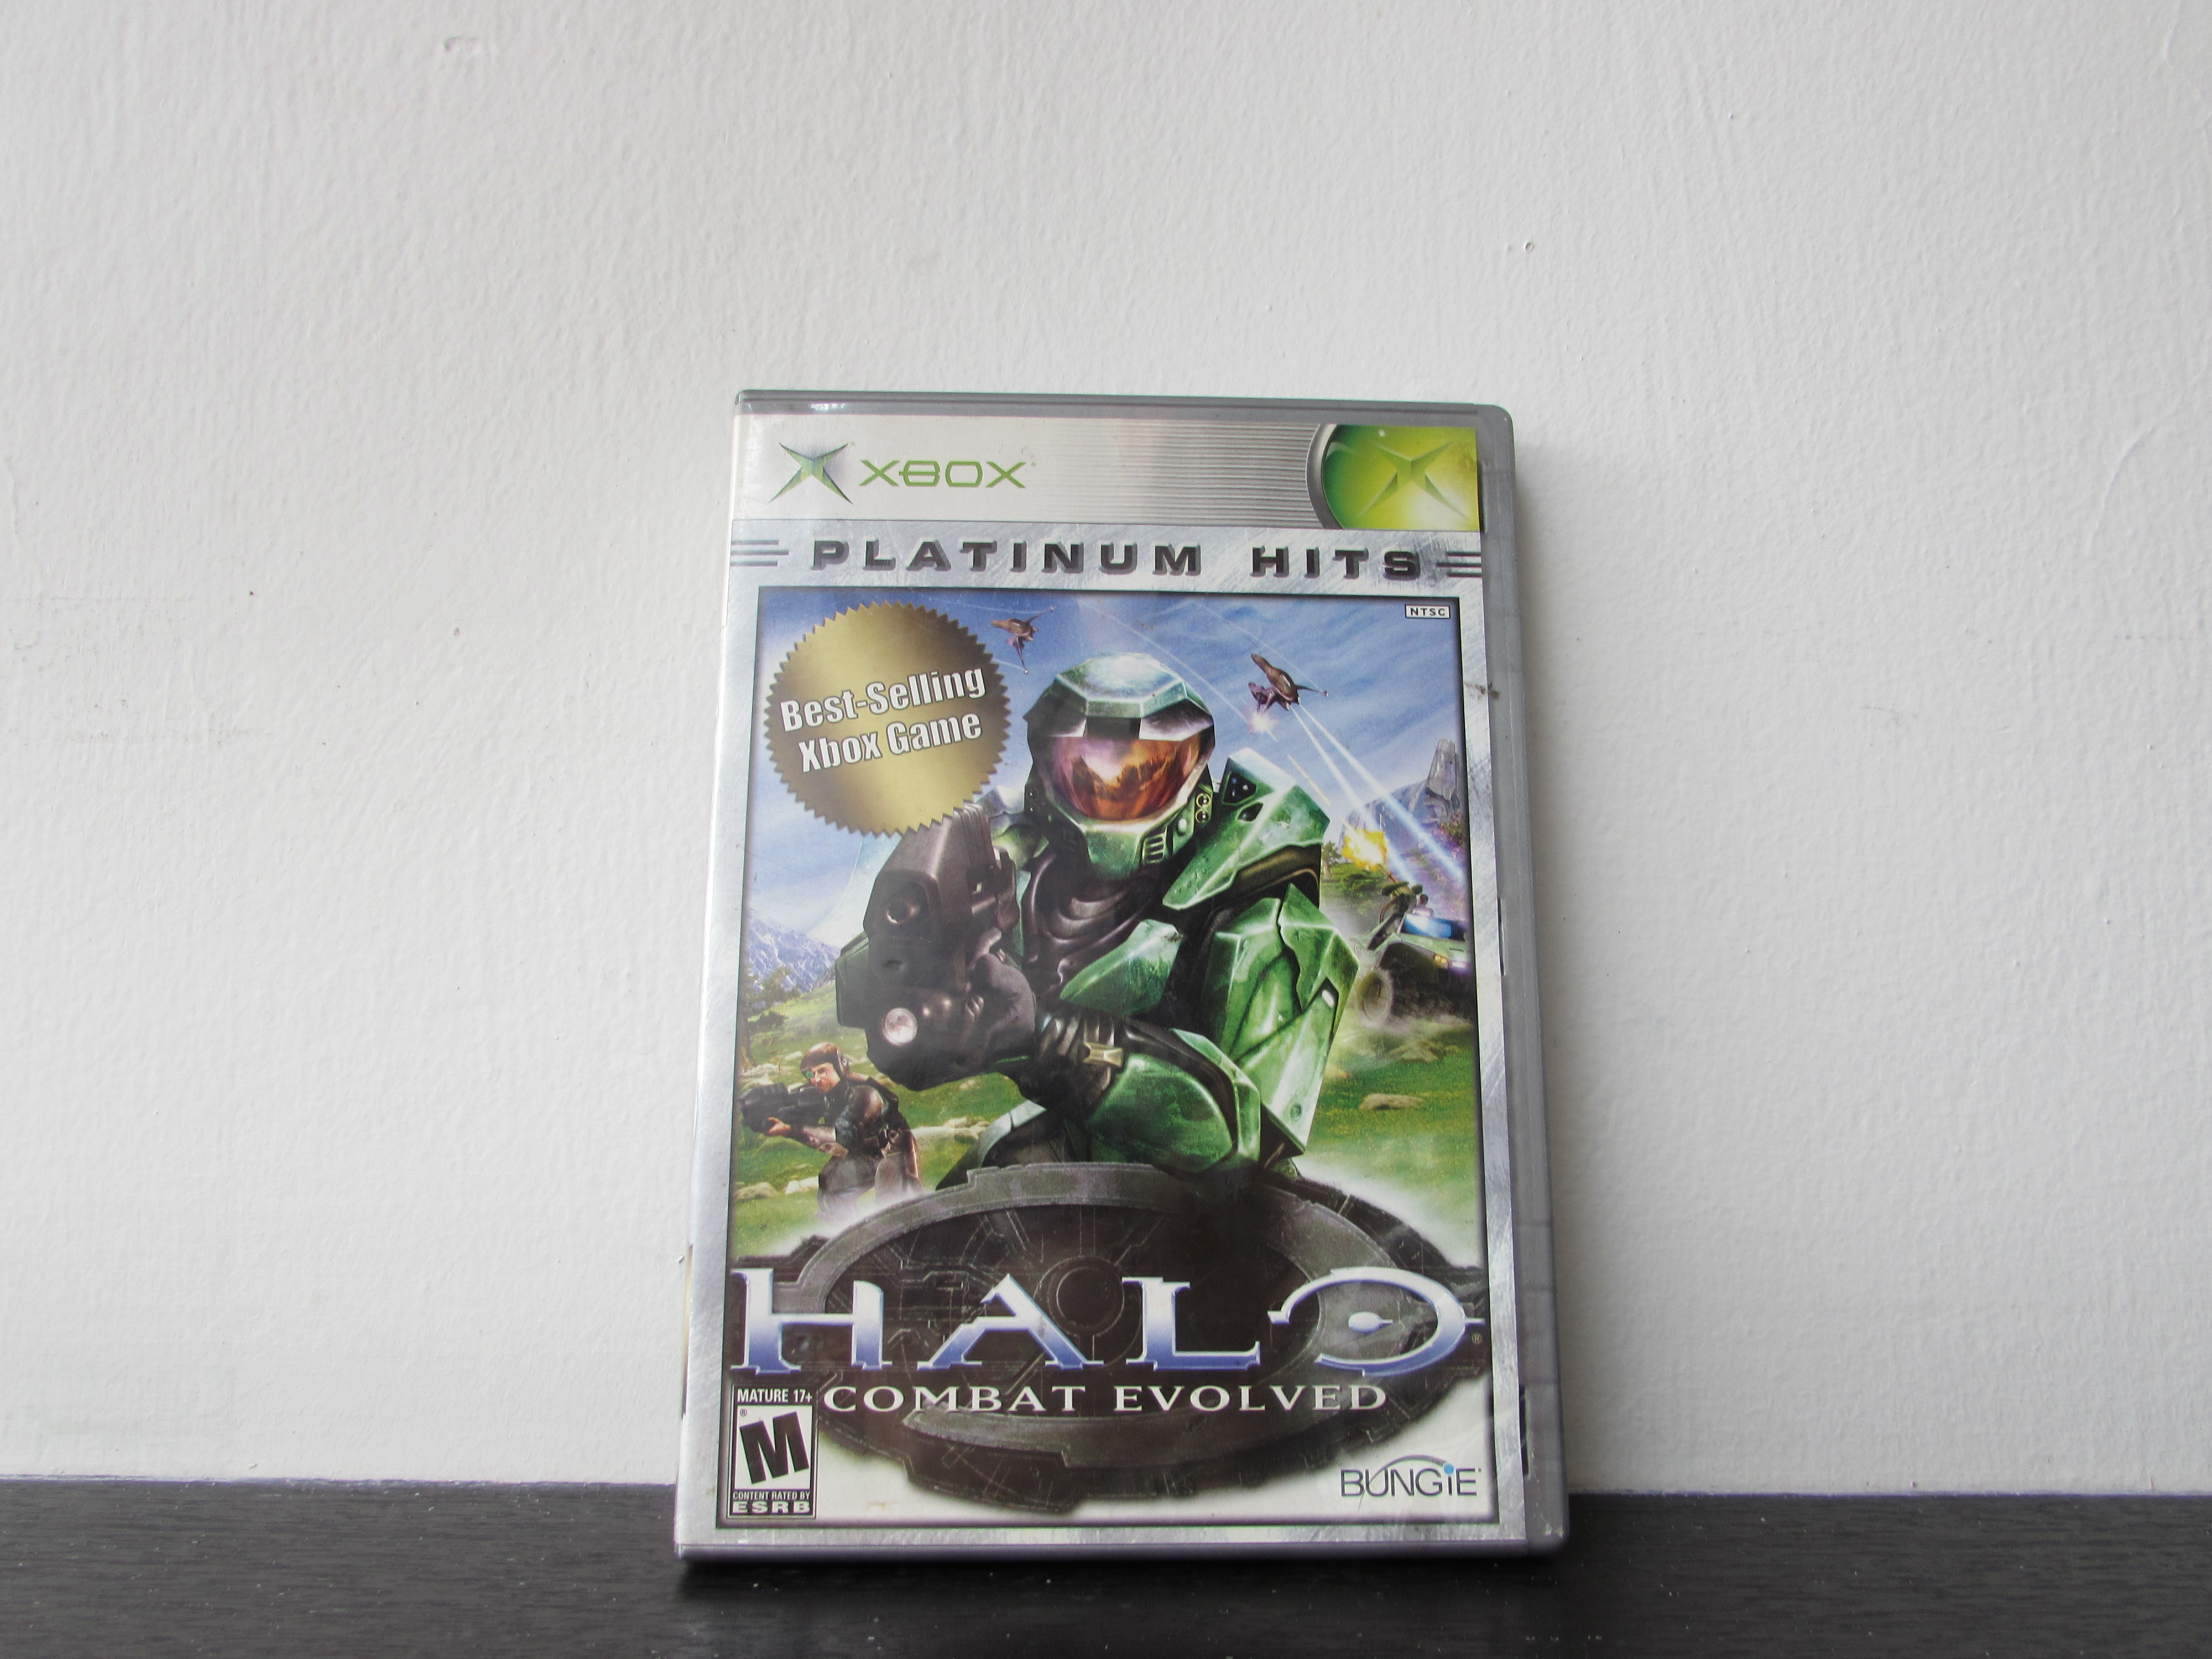 XBOX
PLATINUM HITS
NTSC
Best-Selling
Xbox Game
HALO®
COMBAT EVOLVED
MATURE 17+
M®
CONTENT RATED BY
ESRB
BUNGiE